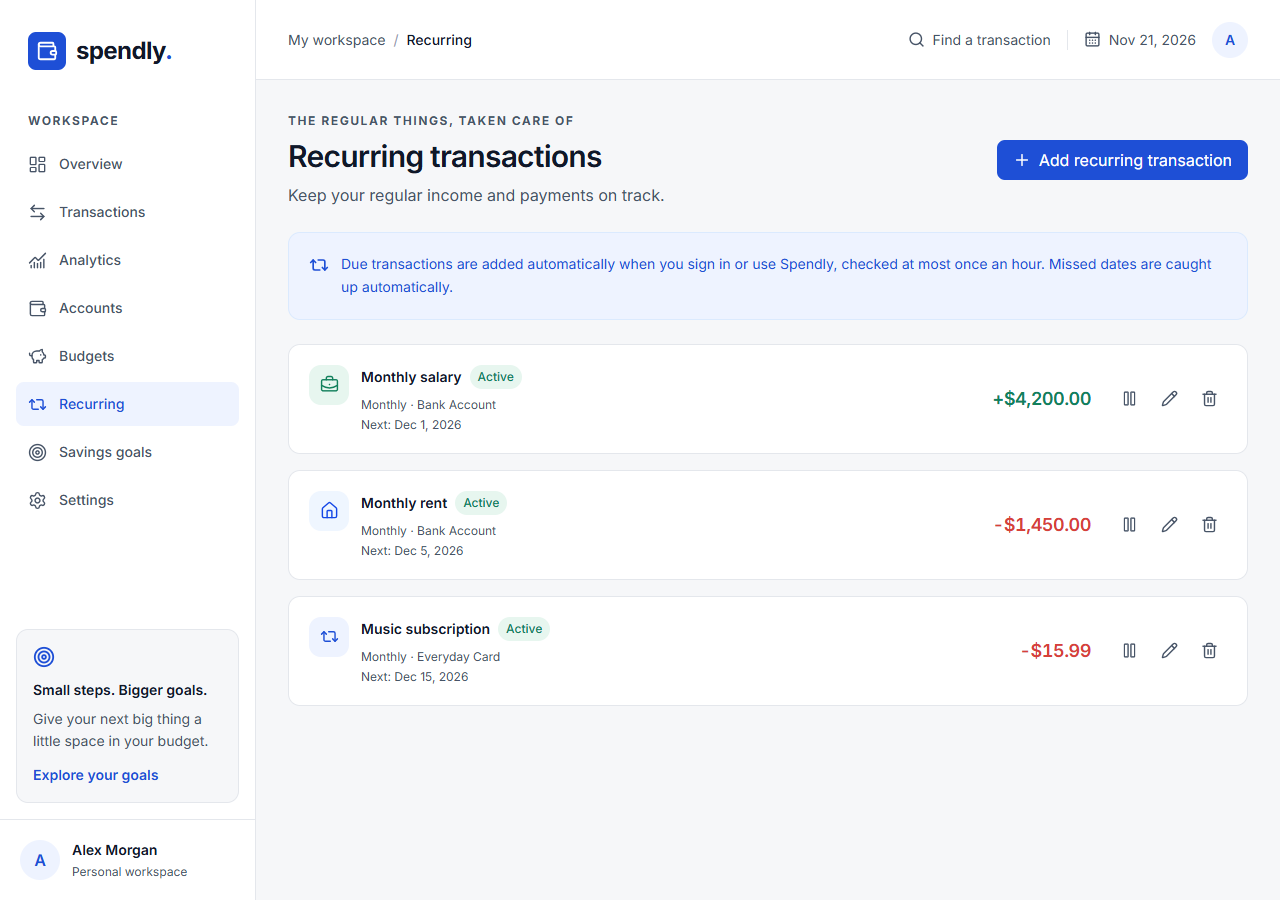 spendly.
My workspace / Recurring
Find a transaction
Nov 21, 2026
A
WORKSPACE
Overview
Transactions
Analytics
Accounts
Budgets
Recurring
Savings goals
Settings
Small steps. Bigger goals.
Give your next big thing a
little space in your budget.
Explore your goals
A
Alex Morgan
Personal workspace
THE REGULAR THINGS, TAKEN CARE OF
Recurring transactions
Keep your regular income and payments on track.
+ Add recurring transaction
Due transactions are added automatically when you sign in or use Spendly, checked at most once an hour. Missed dates are caught
up automatically.
Monthly salary Active
Monthly · Bank Account
Next: Dec 1, 2026
+$4,200.00
Monthly rent Active
Monthly · Bank Account
Next: Dec 5, 2026
-$1,450.00
Music subscription Active
Monthly · Everyday Card
Next: Dec 15, 2026
-$15.99